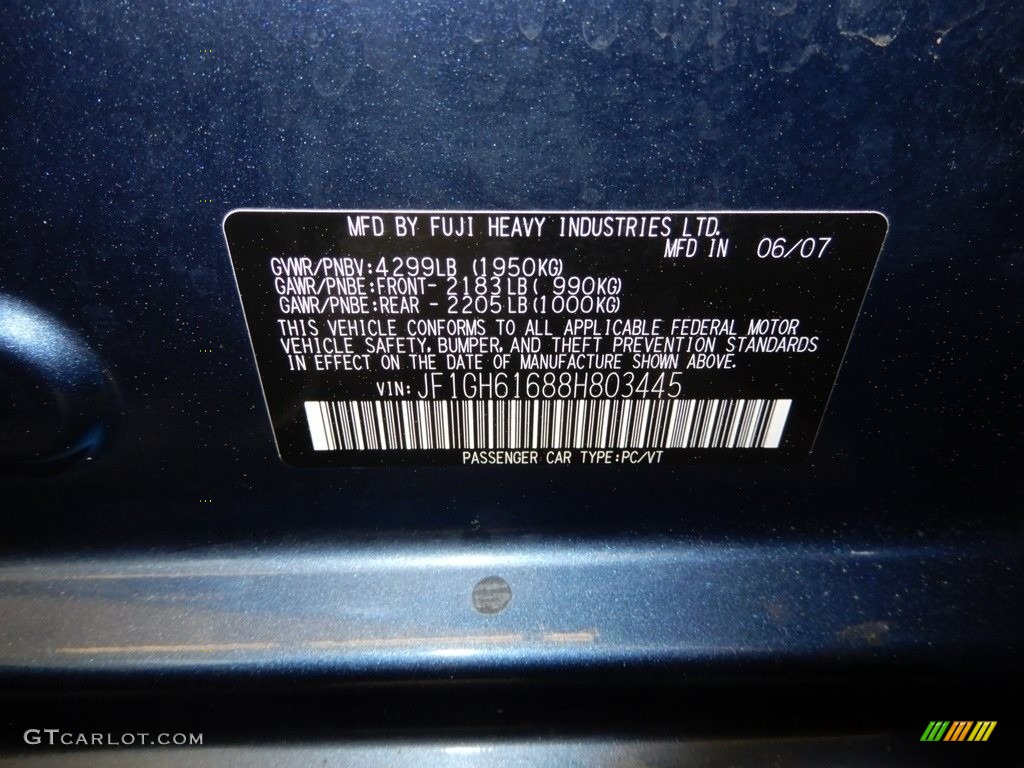 MFD BY FUJI HEAVY INDUSTRIES LTD.
MFD IN 06/07
GVWR/PNBV:4299LB (1950KG)
GAWR/PNBE:FRONT- 2183LB( 990KG)
GAWR/PNBE:REAR - 2205LB(1000KG)
THIS VEHICLE CONFORMS TO ALL APPLICABLE FEDERAL MOTOR
VEHICLE SAFETY, BUMPER, AND THEFT PREVENTION STANDARDS
IN EFFECT ON THE DATE OF MANUFACTURE SHOWN ABOVE.
VIN: JF1GH61688H803445
PASSENGER CAR TYPE:PC/VT
GTCARLOT.COM